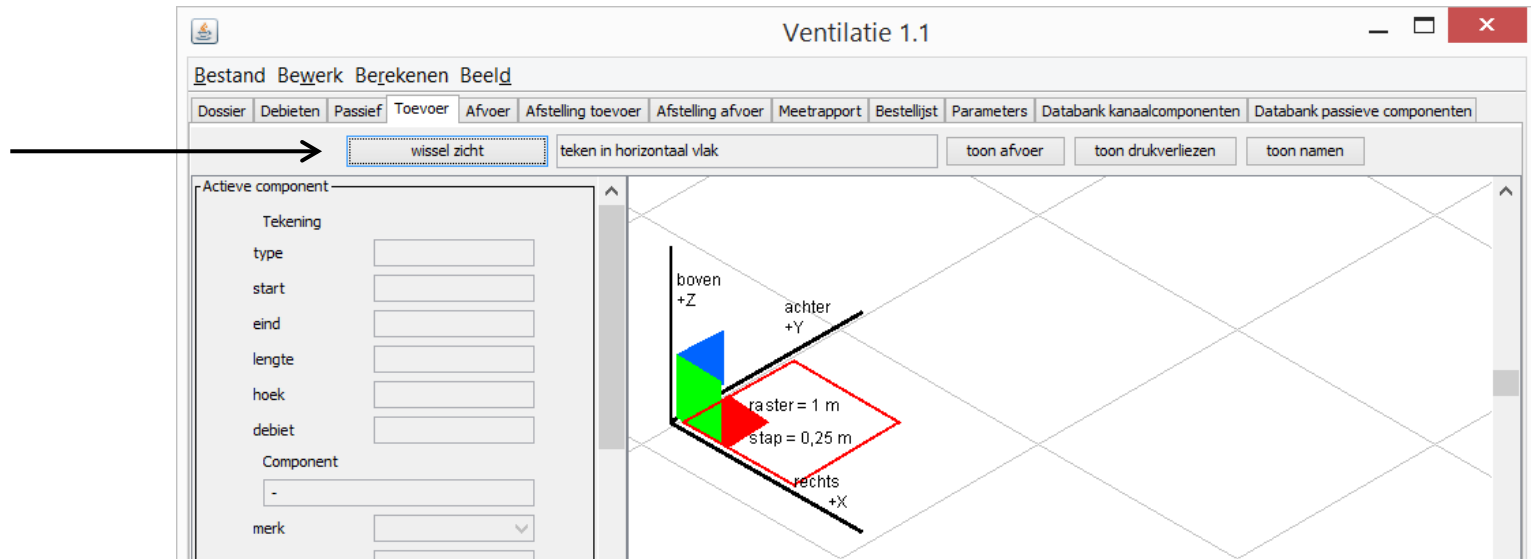 Ventilatie 1.1
Bestand Bewerk Berekenen Beeld
Dossier Debieten Passief Toevoer Afvoer Afstelling toevoer Afstelling afvoer Meetrapport Bestellijst Parameters Databank kanaalcomponenten Databank passieve componenten
wissel zicht teken in horizontaal vlak toon afvoer toon drukverliezen toon namen
Actieve component
Tekening
type
start
eind
lengte
hoek
debiet
Component
-
merk
boven
+Z
achter
+Y
raster = 1 m
stap = 0,25 m
rechts
+X